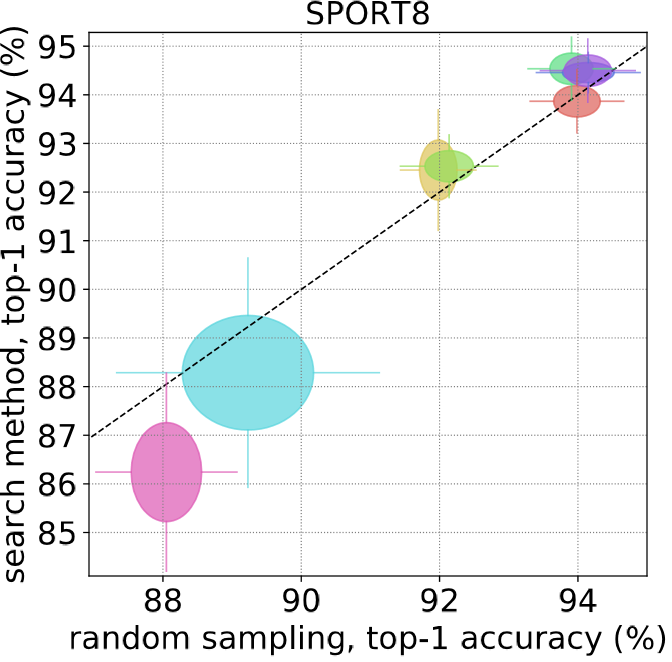 SPORT8
search method, top-1 accuracy (%)
95
94
93
92
91
90
89
88
87
86
85
88 90 92 94
random sampling, top-1 accuracy (%)